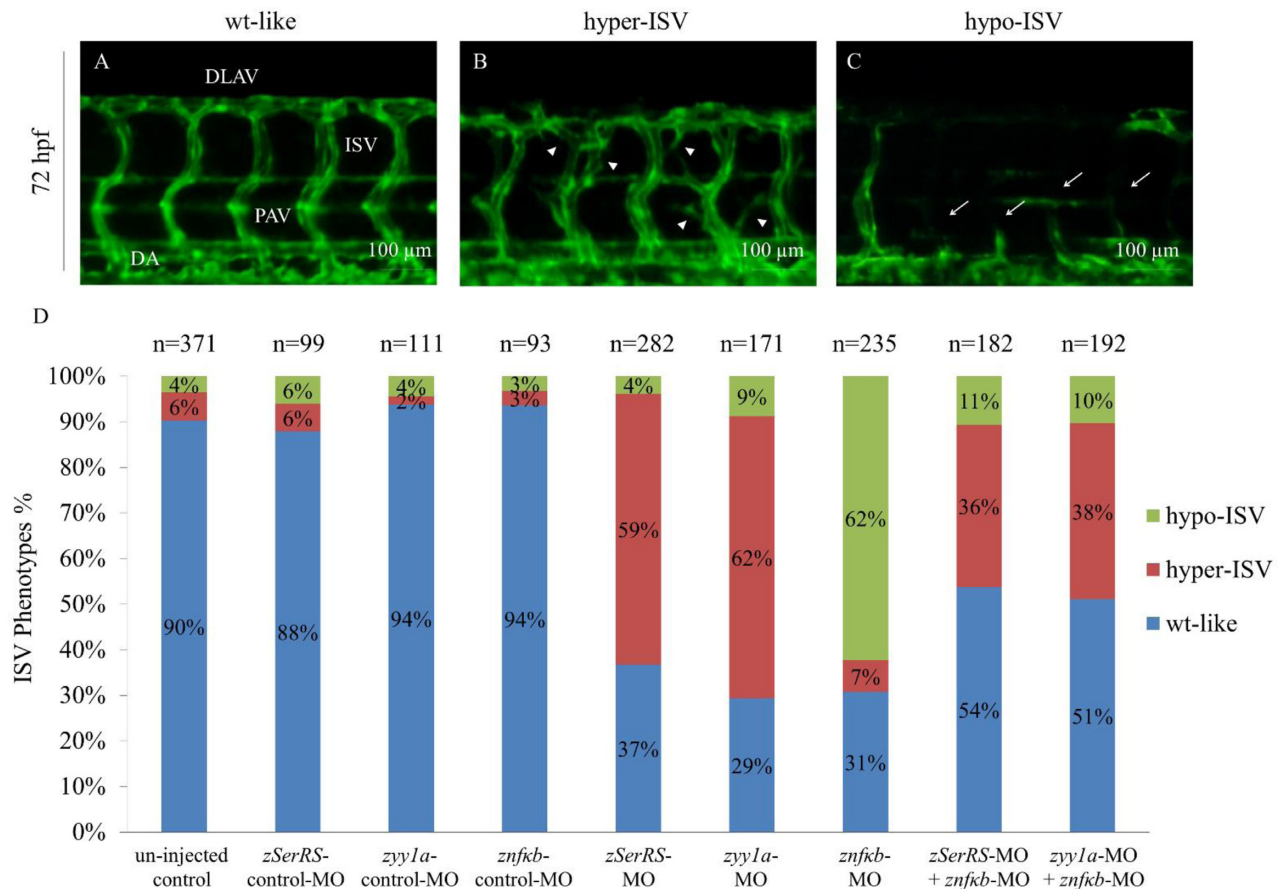 wt-like
hyper-ISV
hypo-ISV
72 hpf
A
DLAV
ISV
PAV
DA
100 µm
B
100 µm
C
100 µm
D
n=371
n=99
n=111
n=93
n=282
n=171
n=235
n=182
n=192
ISV Phenotypes %
100%
90%
80%
70%
60%
50%
40%
30%
20%
10%
0%
4%
6%
90%
6%
6%
88%
4%
2%
94%
3%
3%
94%
4%
59%
37%
9%
62%
29%
62%
7%
31%
11%
36%
54%
10%
38%
51%
hypo-ISV
hyper-ISV
wt-like
un-injected
control
zSerRS-
control-MO
zyy1a-
control-MO
znfκb-
control-MO
zSerRS-
MO
zyy1a-
MO
znfκb-
MO
zSerRS-MO
+ znfκb-MO
zyy1a-MO
+ znfκb-MO